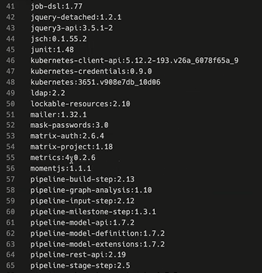 41 job-dsl:1.77
42 jquery-detached:1.2.1
43 jquery3-api:3.5.1-2
44 jsch:0.1.55.2
45 junit:1.48
46 kubernetes-client-api:5.12.2-193.v26a_6078f65a_9
47 kubernetes-credentials:0.9.0
48 kubernetes:3651.v908e7db_10d06
49 ldap:2.2
50 lockable-resources:2.10
51 mailer:1.32.1
52 mask-passwords:3.0
53 matrix-auth:2.6.4
54 matrix-project:1.18
55 metrics:4.0.2.6
56 momentjs:1.1.1
57 pipeline-build-step:2.13
58 pipeline-graph-analysis:1.10
59 pipeline-input-step:2.12
60 pipeline-milestone-step:1.3.1
61 pipeline-model-api:1.7.2
62 pipeline-model-definition:1.7.2
63 pipeline-model-extensions:1.7.2
64 pipeline-rest-api:2.19
65 pipeline-stage-step:2.5